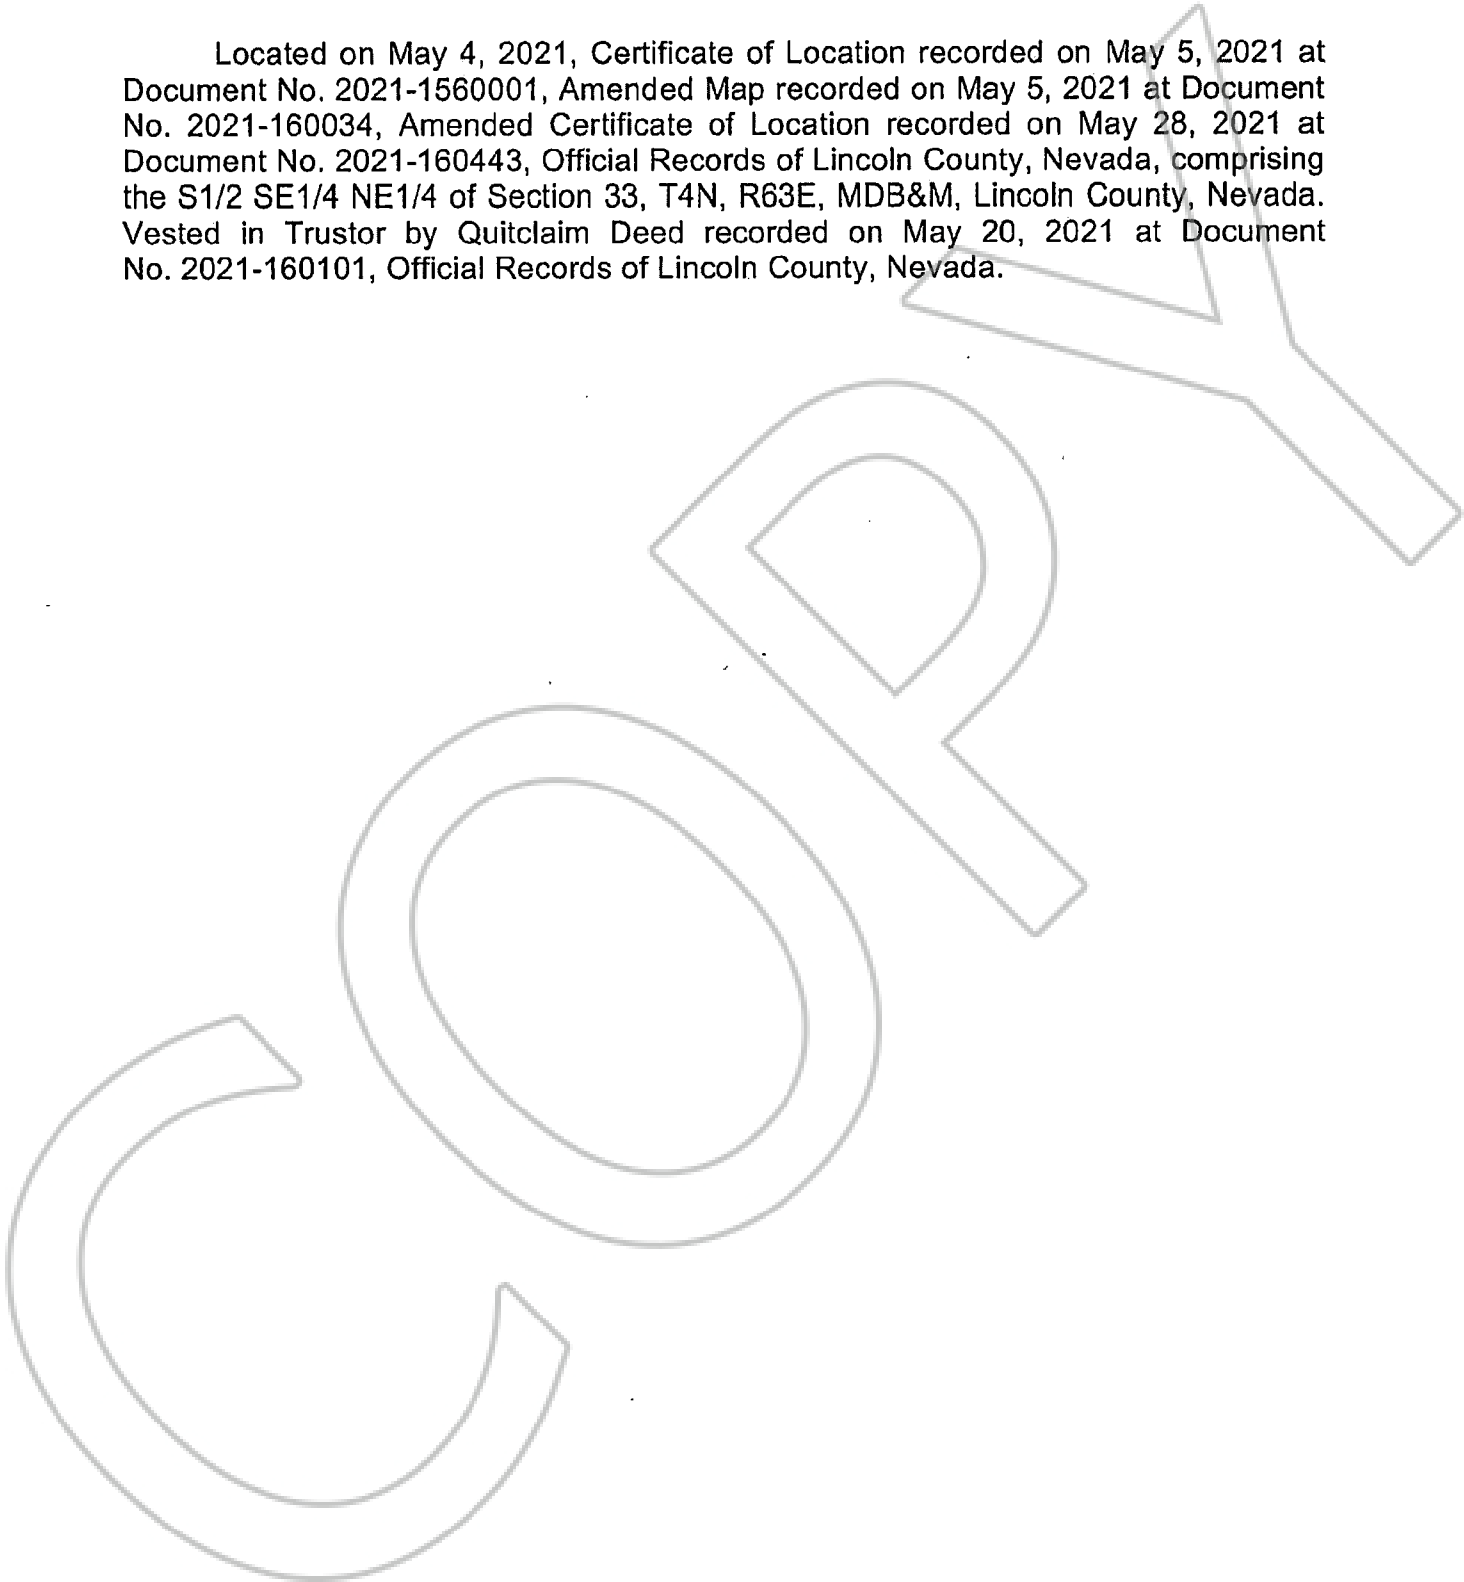 Located on May 4, 2021, Certificate of Location recorded on May 5, 2021 at
Document No. 2021-1560001, Amended Map recorded on May 5, 2021 at Document
No. 2021-160034, Amended Certificate of Location recorded on May 28, 2021 at
Document No. 2021-160443, Official Records of Lincoln County, Nevada, comprising
the S1/2 SE1/4 NE1/4 of Section 33, T4N, R63E, MDB&M, Lincoln County, Nevada.
Vested in Trustor by Quitclaim Deed recorded on May 20, 2021 at Document
No. 2021-160101, Official Records of Lincoln County, Nevada.
COPY